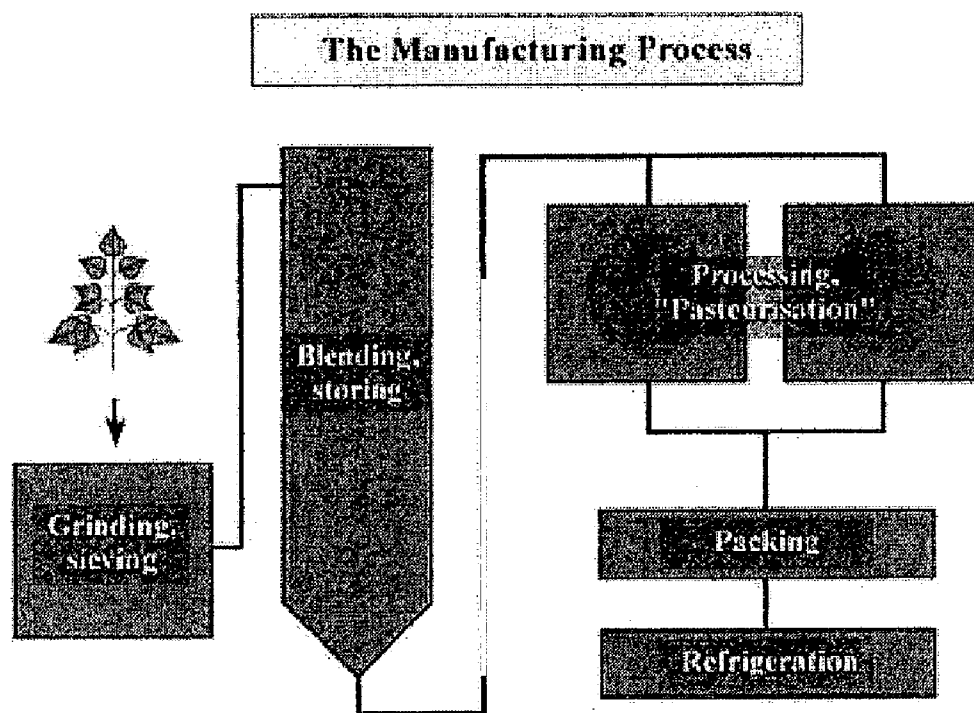 The Manufacturing Process
Grinding,
sieving
Blending,
storing
Processing,
"Pasteurisation"
Packing
Refrigeration